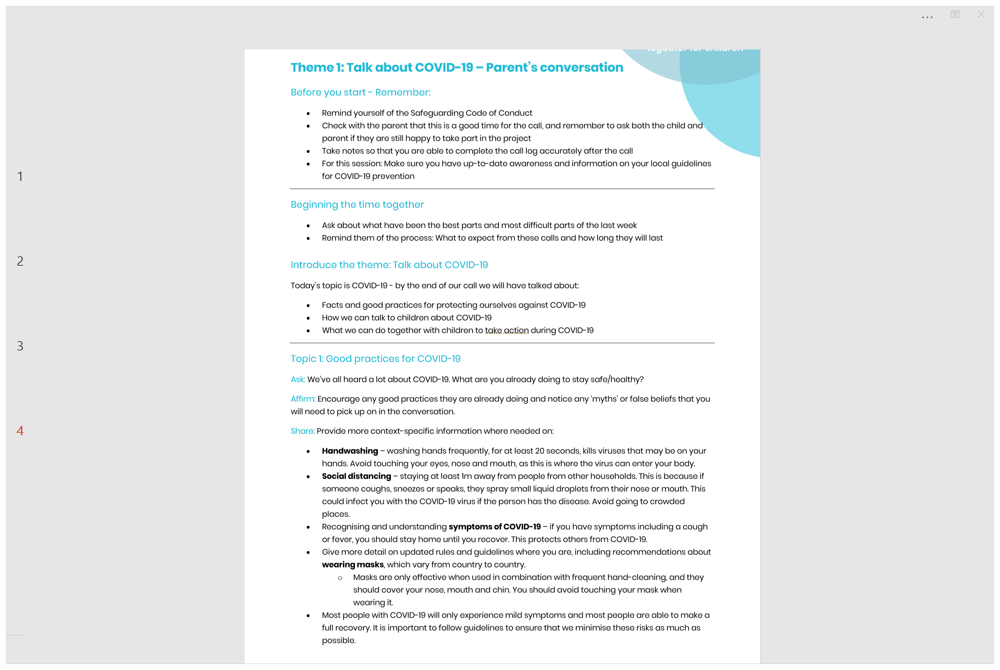 together for children
Theme 1: Talk about COVID-19 – Parent's conversation
Before you start - Remember:
• Remind yourself of the Safeguarding Code of Conduct
• Check with the parent that this is a good time for the call, and remember to ask both the child and
parent if they are still happy to take part in the project
• Take notes so that you are able to complete the call log accurately after the call
• For this session: Make sure you have up-to-date awareness and information on your local guidelines
for COVID-19 prevention
Beginning the time together
• Ask about what have been the best parts and most difficult parts of the last week
• Remind them of the process: What to expect from these calls and how long they will last
Introduce the theme: Talk about COVID-19
Today's topic is COVID-19 - by the end of our call we will have talked about:
• Facts and good practices for protecting ourselves against COVID-19
• How we can talk to children about COVID-19
• What we can do together with children to take action during COVID-19
Topic 1: Good practices for COVID-19
Ask: We've all heard a lot about COVID-19. What are you already doing to stay safe/healthy?
Affirm: Encourage any good practices they are already doing and notice any 'myths' or false beliefs that you
will need to pick up on in the conversation.
Share: Provide more context-specific information where needed on:
• Handwashing – washing hands frequently, for at least 20 seconds, kills viruses that may be on your
hands. Avoid touching your eyes, nose and mouth, as this is where the virus can enter your body.
• Social distancing – staying at least 1m away from people from other households. This is because if
someone coughs, sneezes or speaks, they spray small liquid droplets from their nose or mouth. This
could infect you with the COVID-19 virus if the person has the disease. Avoid going to crowded
places.
• Recognising and understanding symptoms of COVID-19 – if you have symptoms including a cough
or fever, you should stay home until you recover. This protects others from COVID-19.
• Give more detail on updated rules and guidelines where you are, including recommendations about
wearing masks, which vary from country to country.
o Masks are only effective when used in combination with frequent hand-cleaning, and they
should cover your nose, mouth and chin. You should avoid touching your mask when
wearing it.
• Most people with COVID-19 will only experience mild symptoms and most people are able to make a
full recovery. It is important to follow guidelines to ensure that we minimise these risks as much as
possible.
1
2
3
4